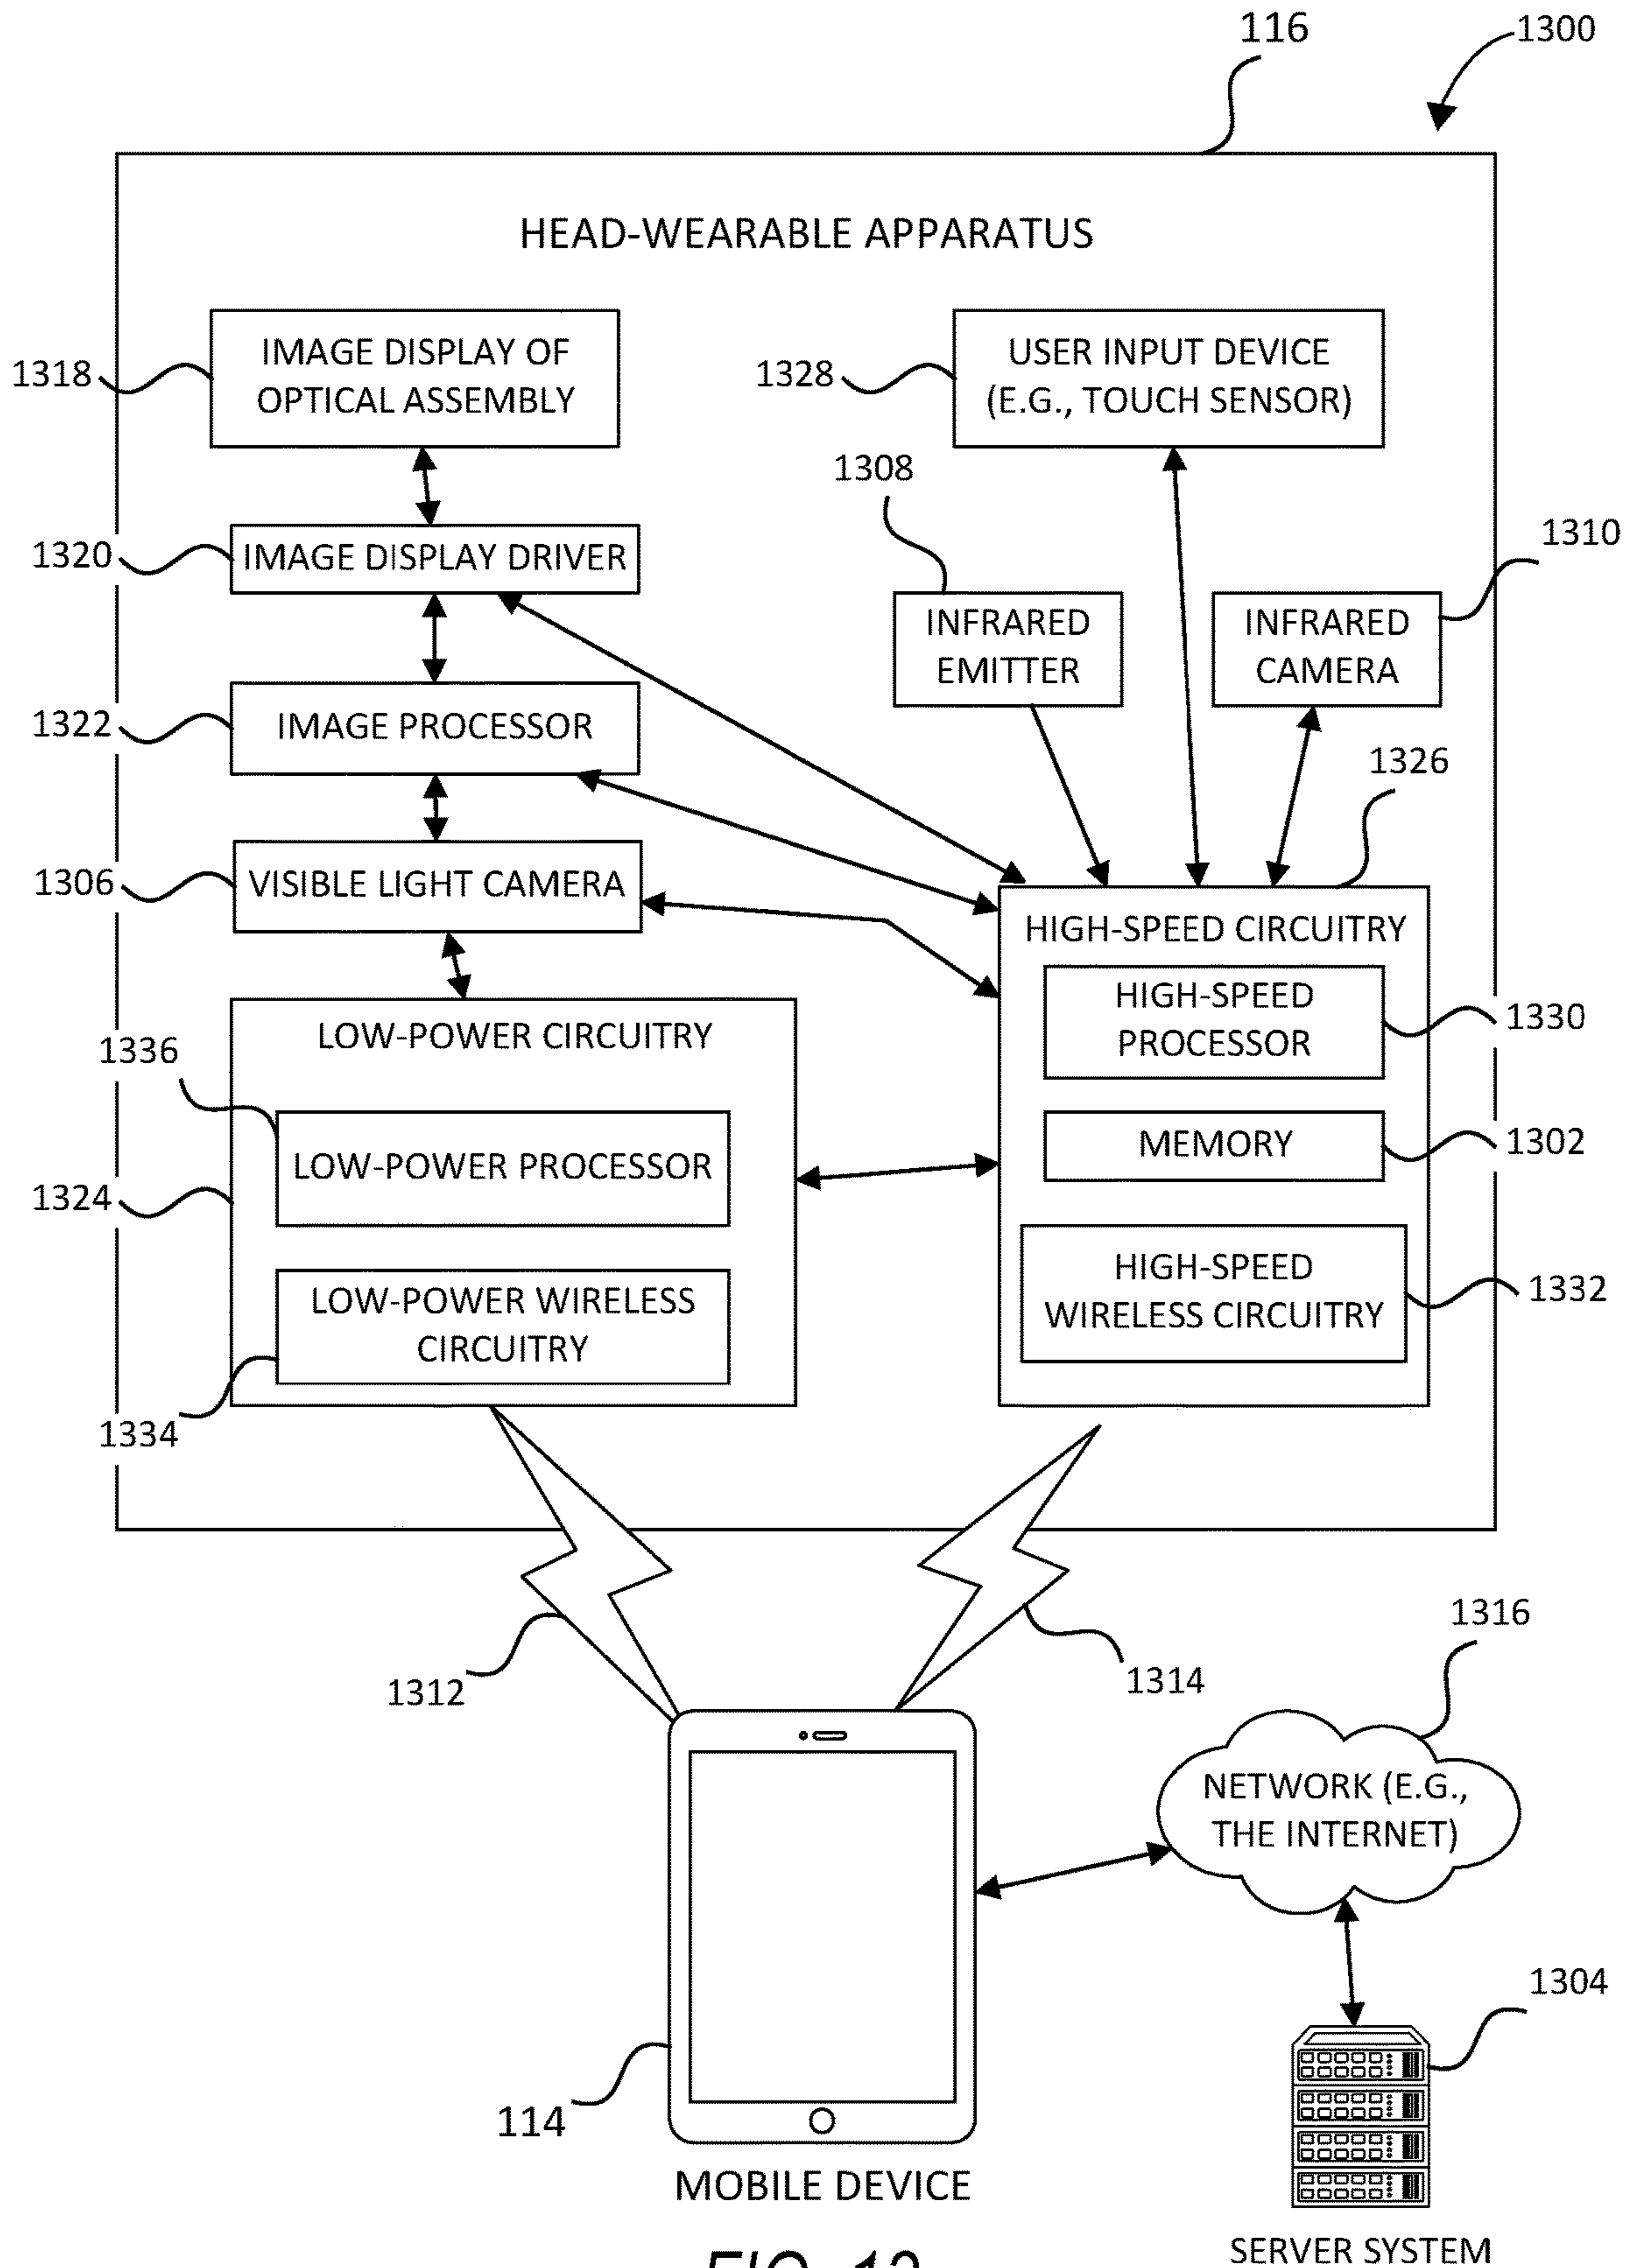 116
1300
HEAD-WEARABLE APPARATUS
1318
IMAGE DISPLAY OF
OPTICAL ASSEMBLY
1328
USER INPUT DEVICE
(E.G., TOUCH SENSOR)
1308
1310
1320
IMAGE DISPLAY DRIVER
INFRARED
EMITTER
INFRARED
CAMERA
1322
IMAGE PROCESSOR
1326
1306
VISIBLE LIGHT CAMERA
HIGH-SPEED CIRCUITRY
HIGH-SPEED
PROCESSOR
1330
LOW-POWER CIRCUITRY
1336
MEMORY
1302
LOW-POWER PROCESSOR
1324
HIGH-SPEED
WIRELESS CIRCUITRY
1332
LOW-POWER WIRELESS
CIRCUITRY
1334
1312
1314
1316
NETWORK (E.G.,
THE INTERNET)
1304
114
MOBILE DEVICE
SERVER SYSTEM
FIG. 13